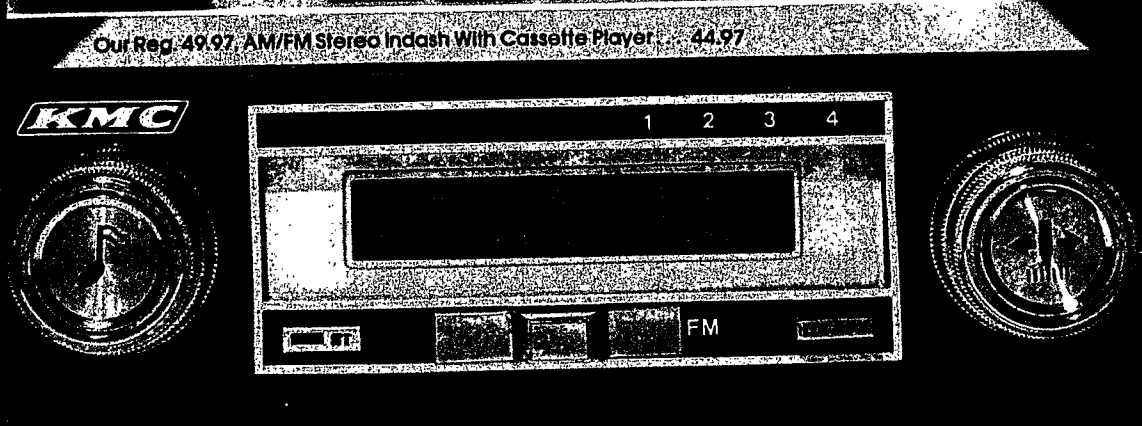 Our Reg. 49.97, AM/FM Stereo Indash With Cassette Player . . . 44.97
KMC
1 2 3 4
FM